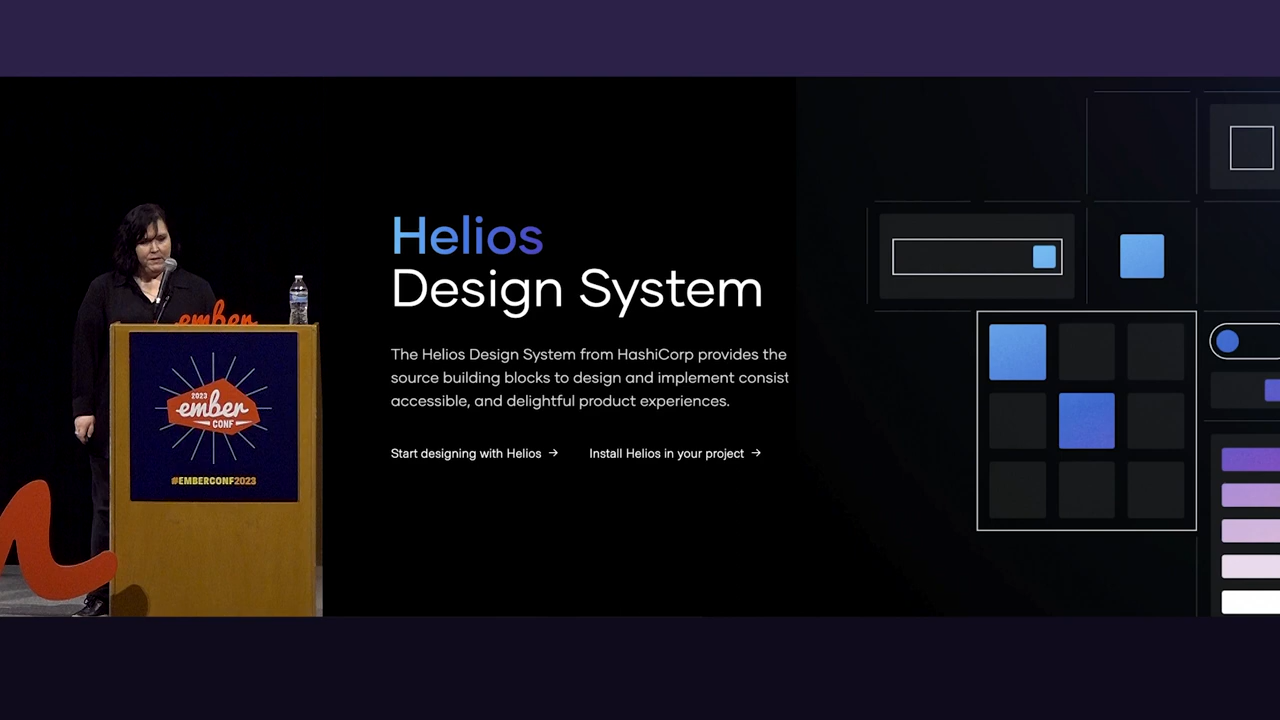 Helios
Design System
The Helios Design System from HashiCorp provides the
source building blocks to design and implement consist
accessible, and delightful product experiences.
Start designing with Helios →
Install Helios in your project →
ember
2023
ember
CONF
#EMBERCONF2023